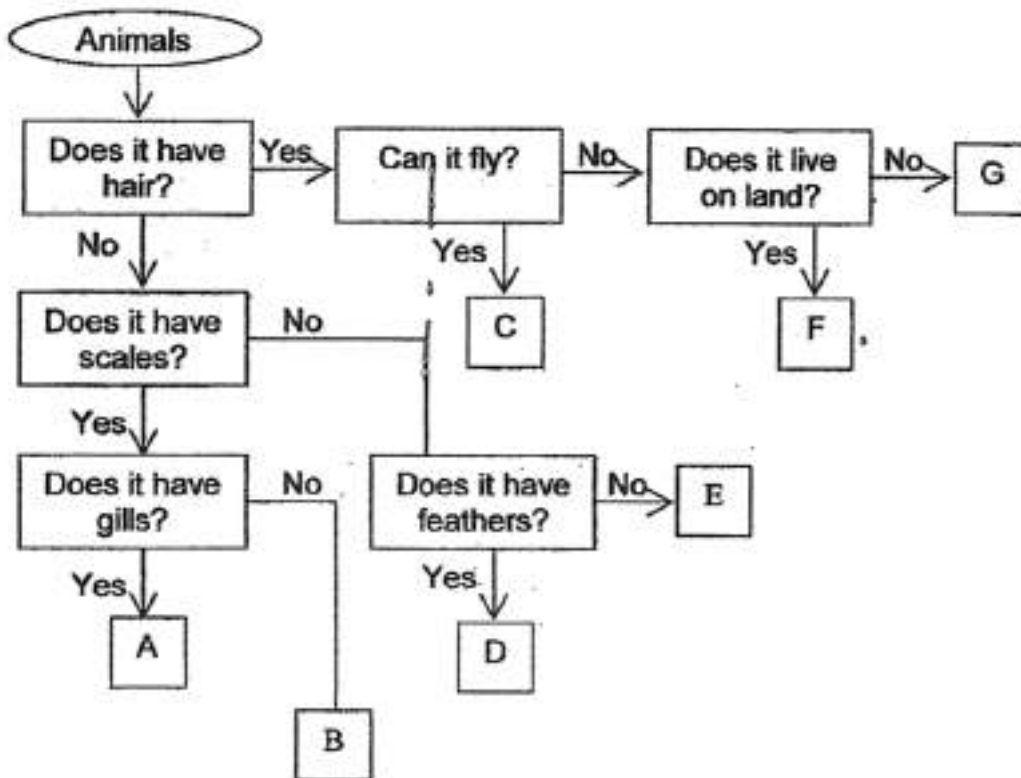 Animals
Does it have
hair?
Yes
Can it fly?
No
Does it live
on land?
No
G
No
Yes
Yes
C
F
Does it have
scales?
No
Yes
Does it have
gills?
No
Does it have
feathers?
No
E
Yes
Yes
A
D
B